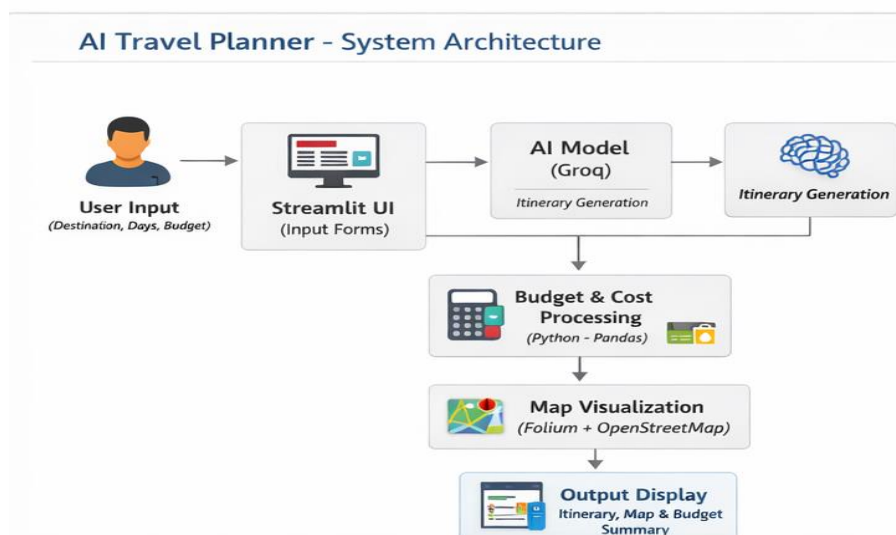 AI Travel Planner - System Architecture
User Input
(Destination, Days, Budget)
Streamlit UI
(Input Forms)
AI Model
(Groq)
Itinerary Generation
Itinerary Generation
Budget & Cost
Processing
(Python - Pandas)
Map Visualization
(Folium + OpenStreetMap)
Output Display
Itinerary, Map & Budget
Summary